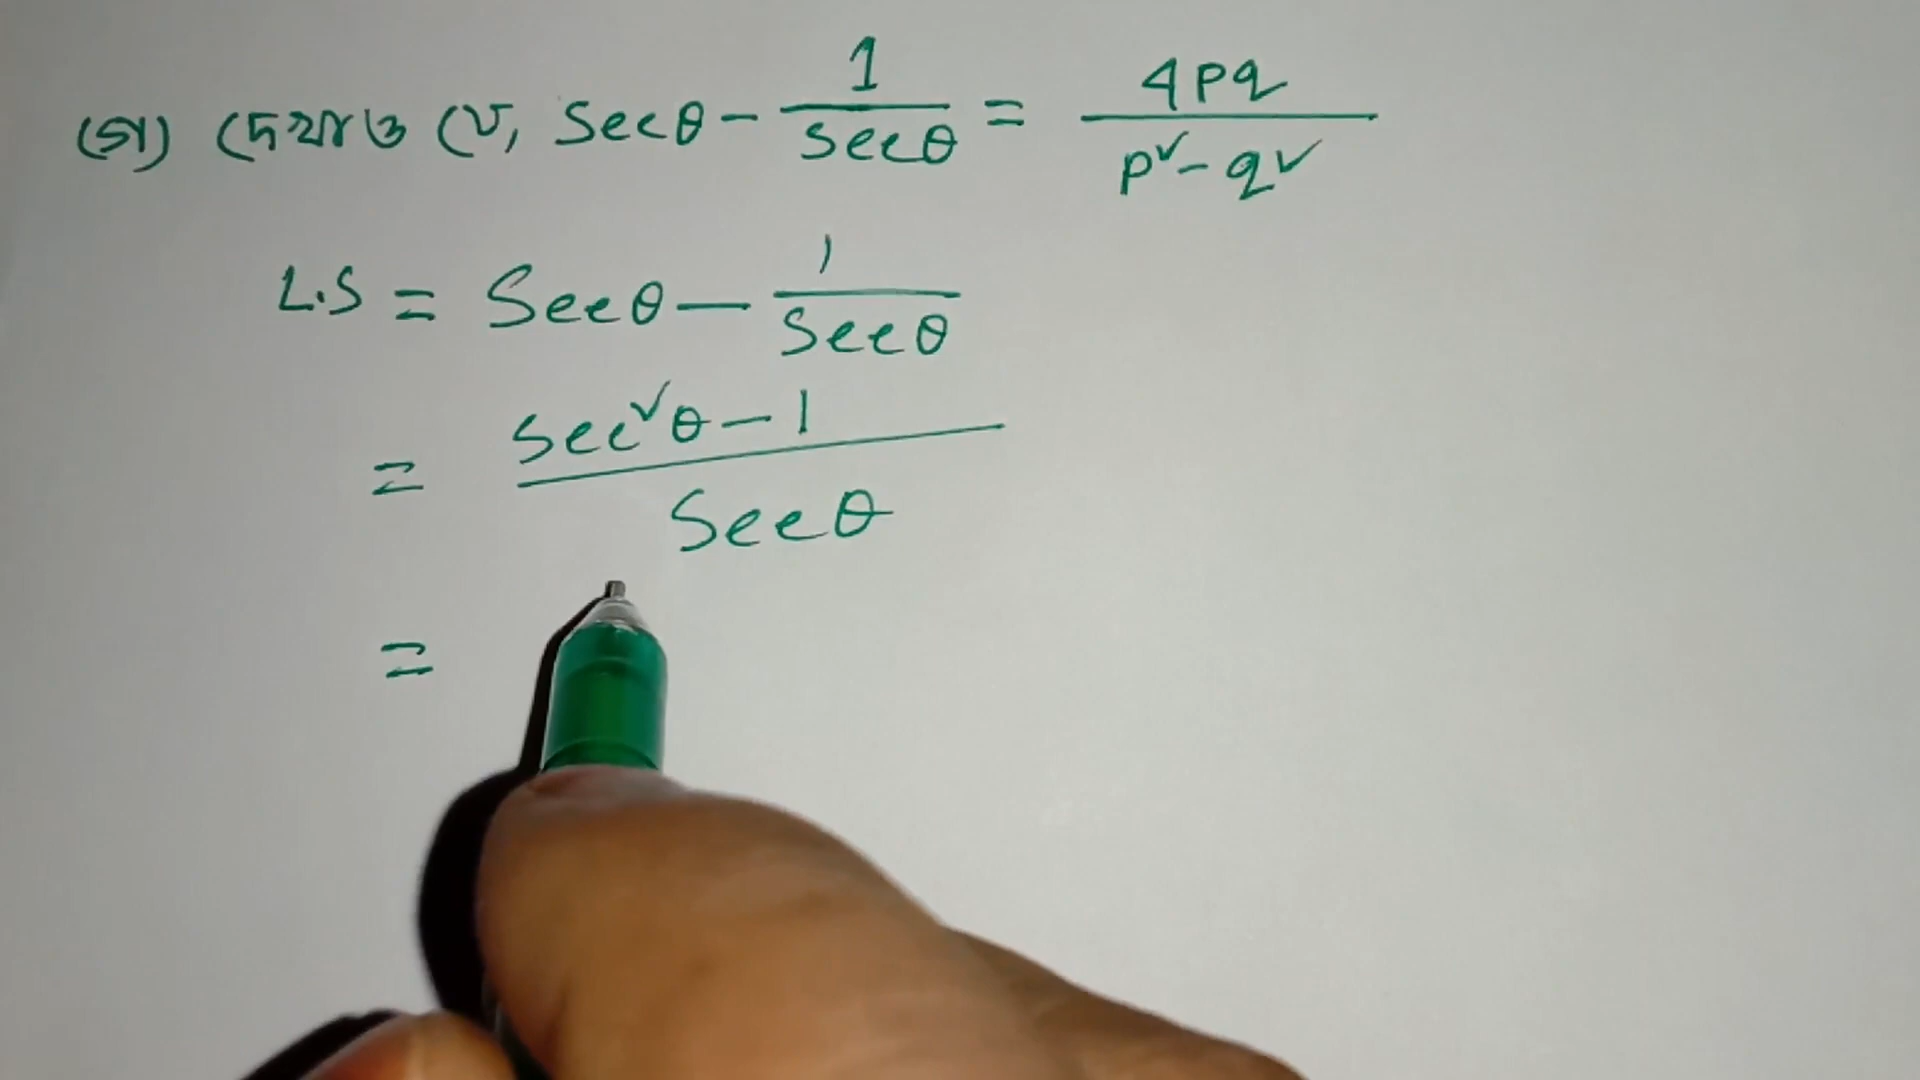 (গ) দেখাও যে, Secθ - 1/Secθ = 4pq/p² - q²
L.S = Secθ - 1/Secθ
= Sec²θ - 1/Secθ
=